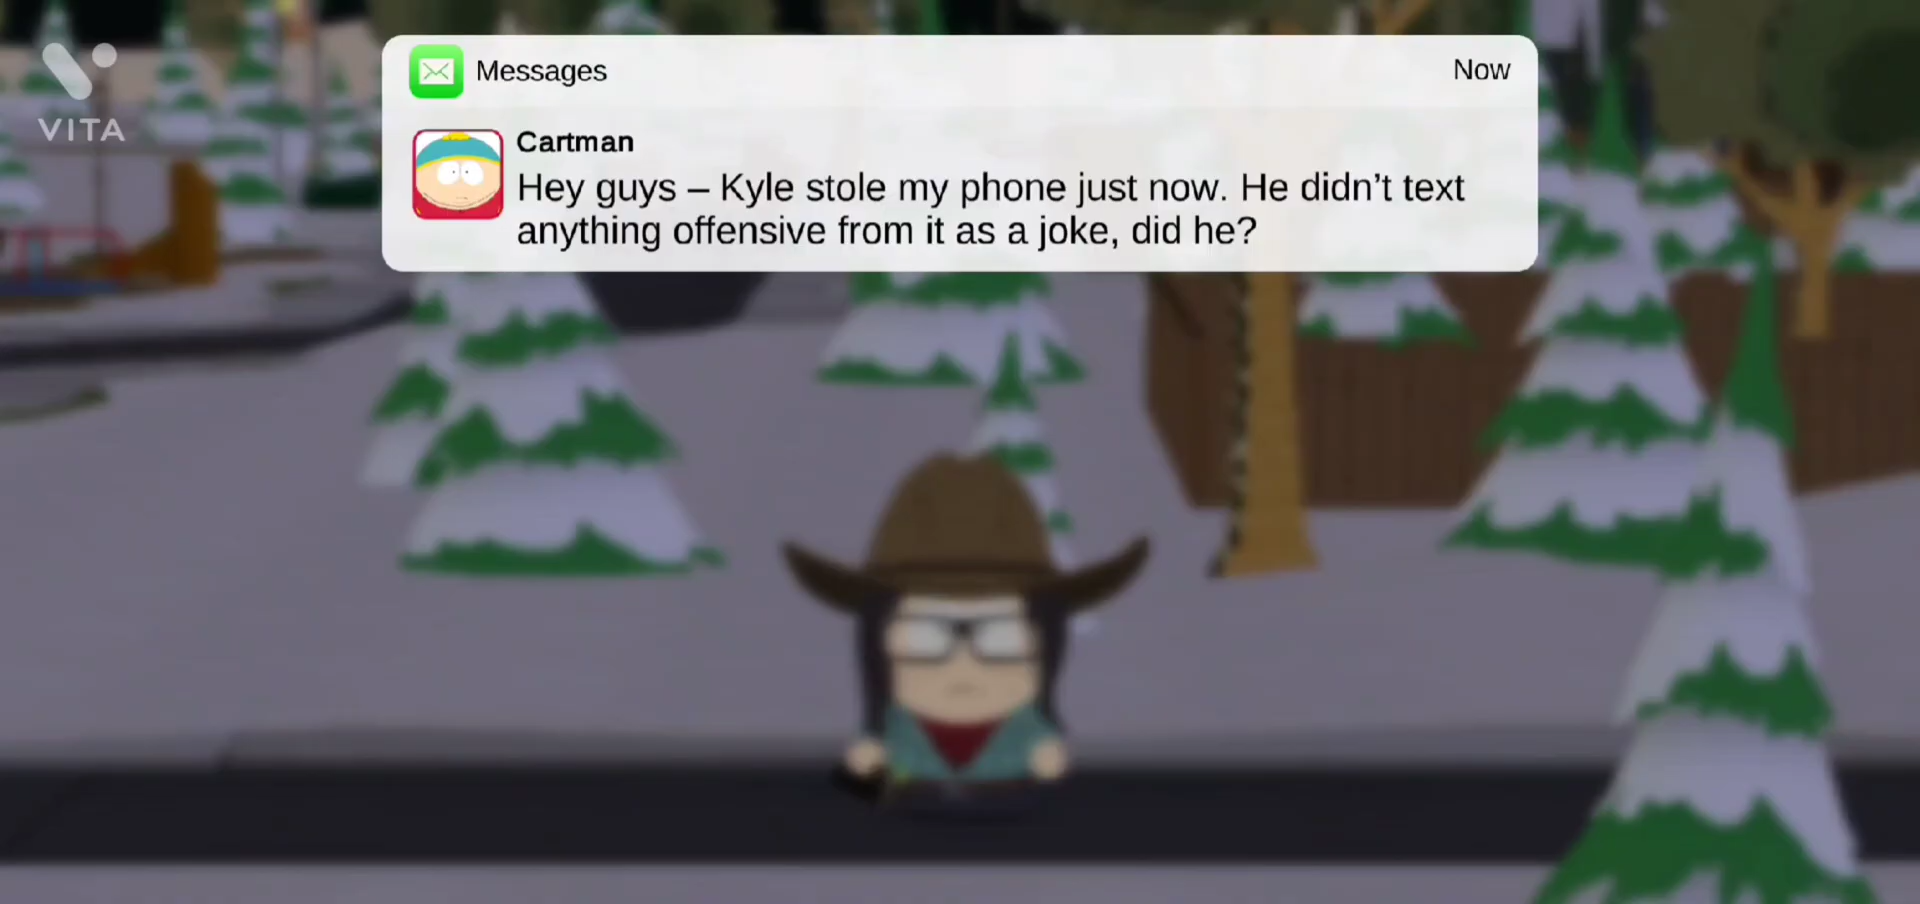 VITA
Messages
Now
Cartman
Hey guys – Kyle stole my phone just now. He didn’t text
anything offensive from it as a joke, did he?